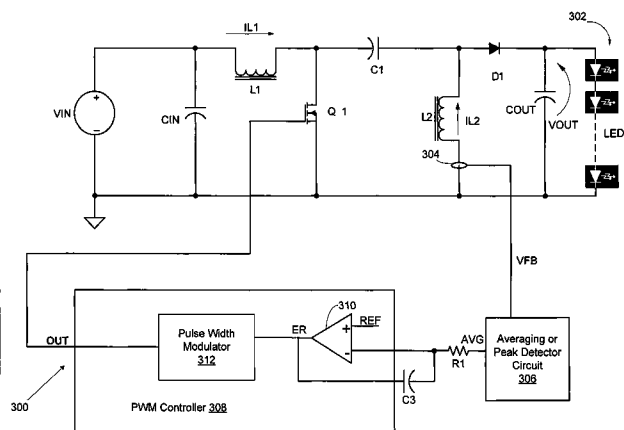 302
IL1
L1
C1
D1
VIN
CIN
Q 1
L2
IL2
COUT
VOUT
LED
304
VFB
310
REF
ER
AVG
R1
Averaging or
Peak Detector
Circuit
306
Pulse Width
Modulator
312
OUT
C3
300
PWM Controller 308